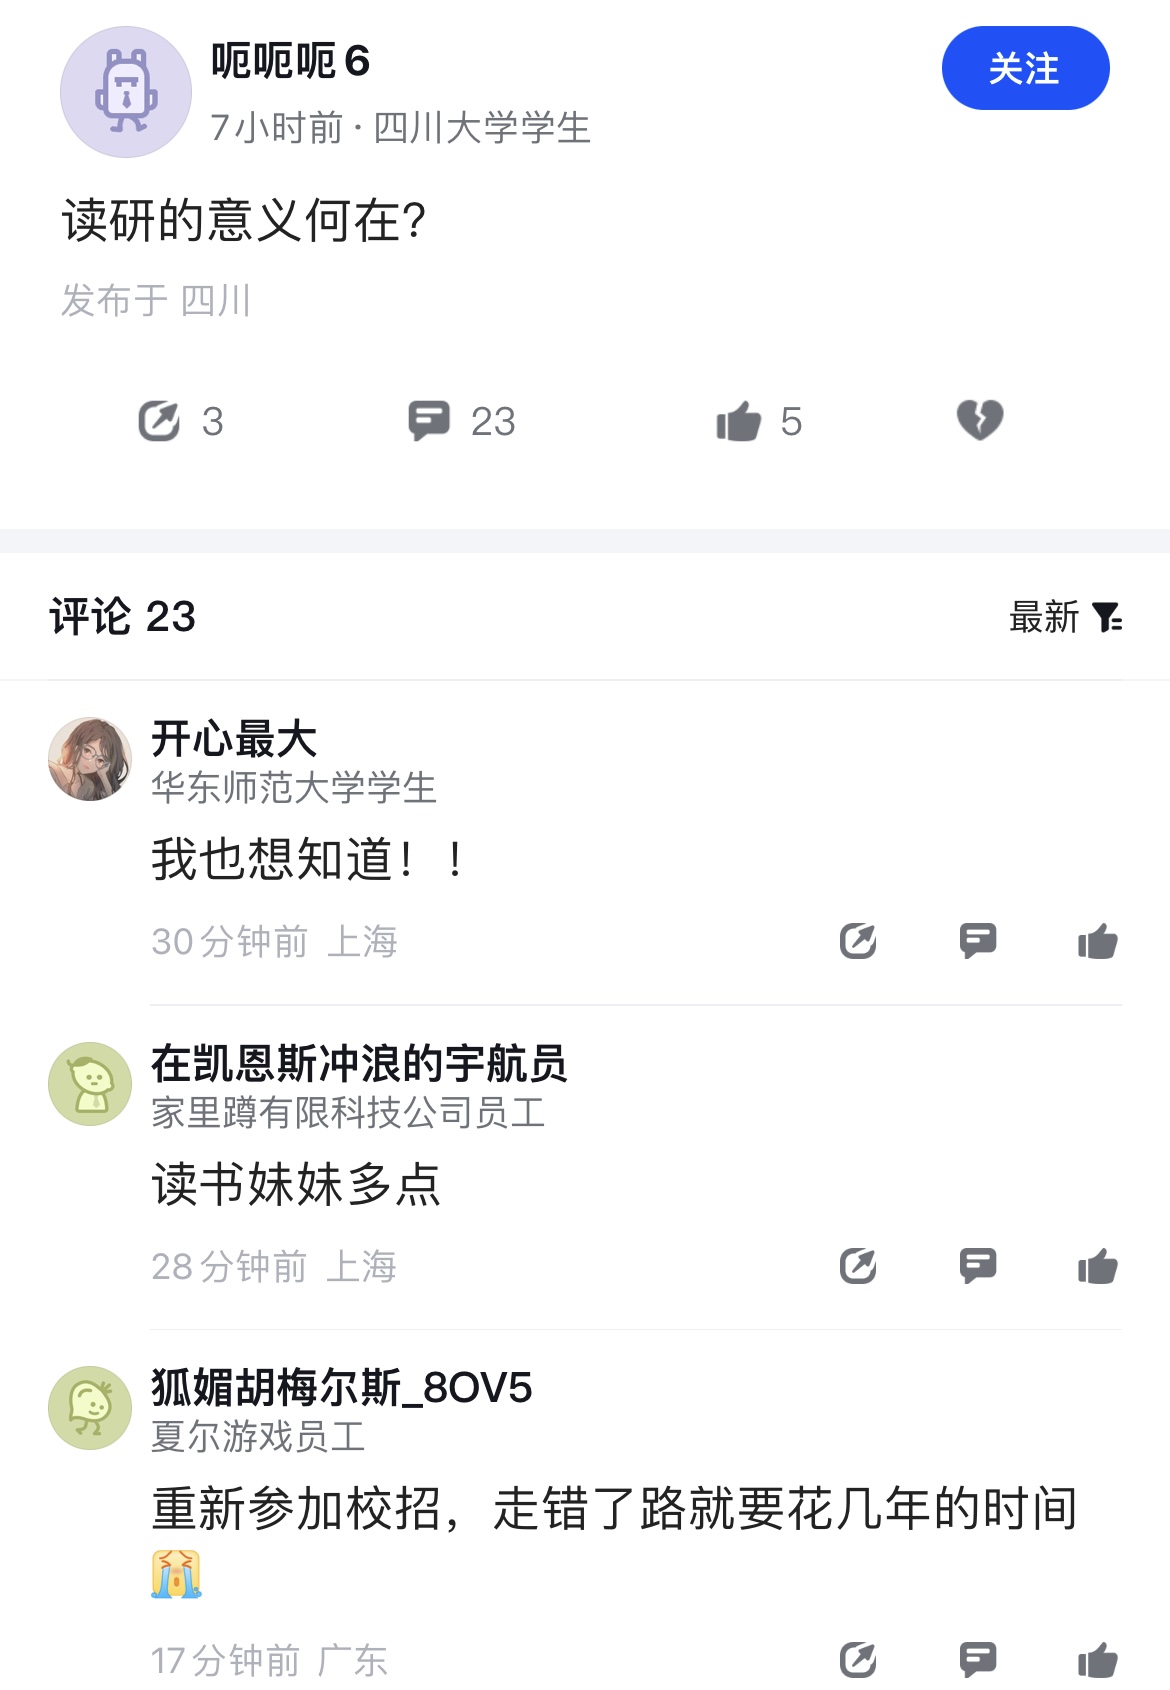 呃呃呃6
关注
7小时前 · 四川大学学生
读研的意义何在?
发布于 四川
3
23
5
评论 23
最新
开心最大
华东师范大学学生
我也想知道！！
30分钟前 上海
在凯恩斯冲浪的宇航员
家里蹲有限科技公司员工
读书妹妹多点
28分钟前 上海
狐媚胡梅尔斯_8OV5
夏尔游戏员工
重新参加校招，走错了路就要花几年的时间
17分钟前 广东